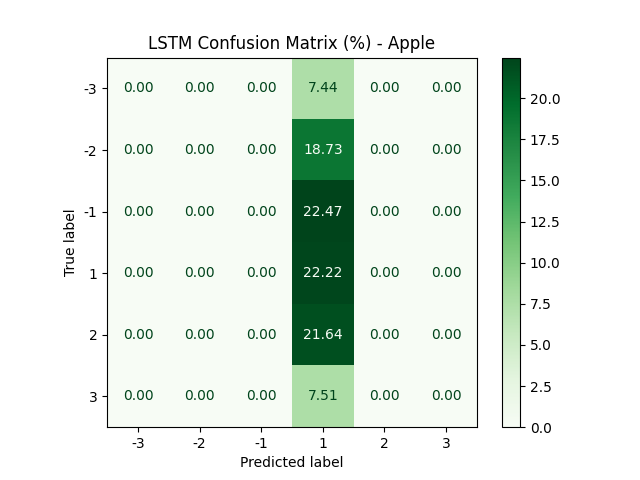 LSTM Confusion Matrix (%) - Apple
-3 0.00 0.00 0.00 7.44 0.00 0.00
-2 0.00 0.00 0.00 18.73 0.00 0.00
-1 0.00 0.00 0.00 22.47 0.00 0.00
1 0.00 0.00 0.00 22.22 0.00 0.00
2 0.00 0.00 0.00 21.64 0.00 0.00
3 0.00 0.00 0.00 7.51 0.00 0.00
-3 -2 -1 1 2 3
Predicted label
True label
20.0
17.5
15.0
12.5
10.0
7.5
5.0
2.5
0.0